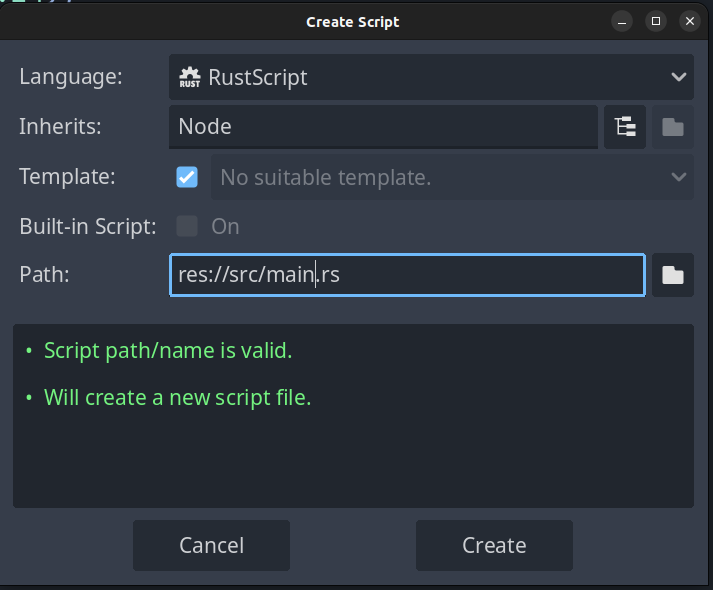 Create Script
Language: RUST RustScript
Inherits: Node
Template: No suitable template.
Built-in Script: On
Path: res://src/main.rs
• Script path/name is valid.
• Will create a new script file.
Cancel Create